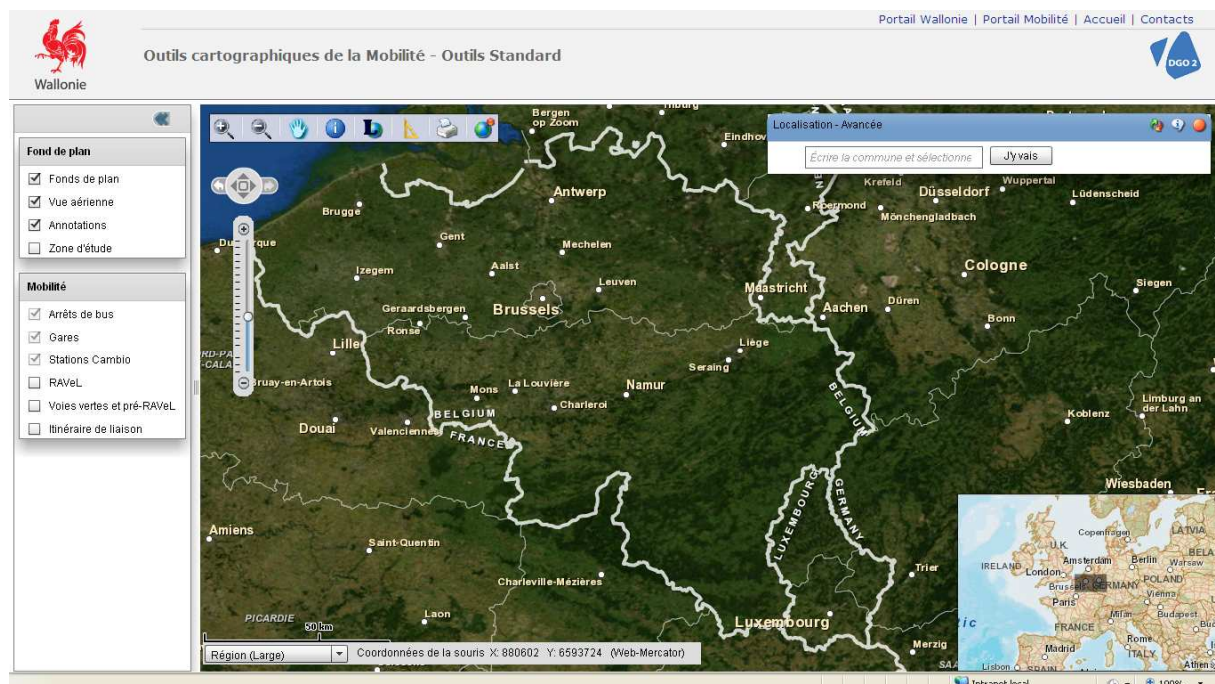 Portail Wallonie | Portail Mobilité | Accueil | Contacts
Wallonie
Outils cartographiques de la Mobilité - Outils Standard
DGO 2
Fond de plan
Fonds de plan
Vue aérienne
Annotations
Zone d'étude
Mobilité
Arrêts de bus
Gares
Stations Cambio
RAVeL
Voies vertes et pré-RAVeL
Itinéraire de liaison
Localisation - Avancée
Écrire la commune et sélectionne
J'y vais
Bergen
op Zoom
Antwerp
Krefeld
Düsseldorf
Wuppertal
Lüdenscheid
Mönchengladbach
Brugge
Gent
Mechelen
Izegem
Aalst
Leuven
Maastricht
Cologne
Siegen
Geraardsbergen
Brussels
Aachen
Düren
Bonn
Ronse
Lille
Liège
Seraing
Bruay-en-Artois
Mons
La Louvière
Namur
Charleroi
BELGIUM
FRANCE
BELGIUM
Douai
Valenciennes
Koblenz
Limburg an
der Lahn
Wiesbaden
LUXEMBOURG
GERMANY
Amiens
Saint-Quentin
Charleville-Mézières
Trier
PICARDIE
Laon
Luxembourg
Merzig
50 km
Région (Large)
Coordonnées de la souris X: 880602 Y: 6593724 (Web-Mercator)
Copenhagen
LATVIA
U.K.
IRELAND
Amsterdam
Berlin
Warsaw
London
POLAND
Vienna
Paris
Milan
Budapest
FRANCE
Rome
Madrid
ITALY
Lisbon
Intranet local
100%